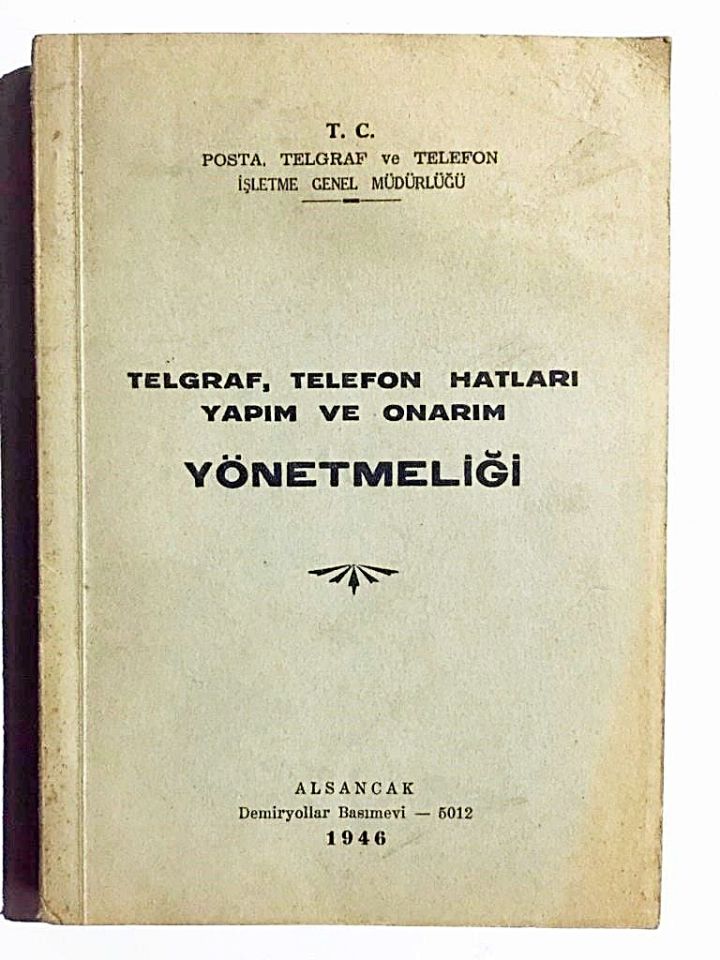 T. C.
POSTA, TELGRAF ve TELEFON
İŞLETME GENEL MÜDÜRLÜĞÜ
TELGRAF, TELEFON HATLARI
YAPIM VE ONARIM
YÖNETMELİĞİ
ALSANCAK
Demiryollar Basımevi — 5012
1946